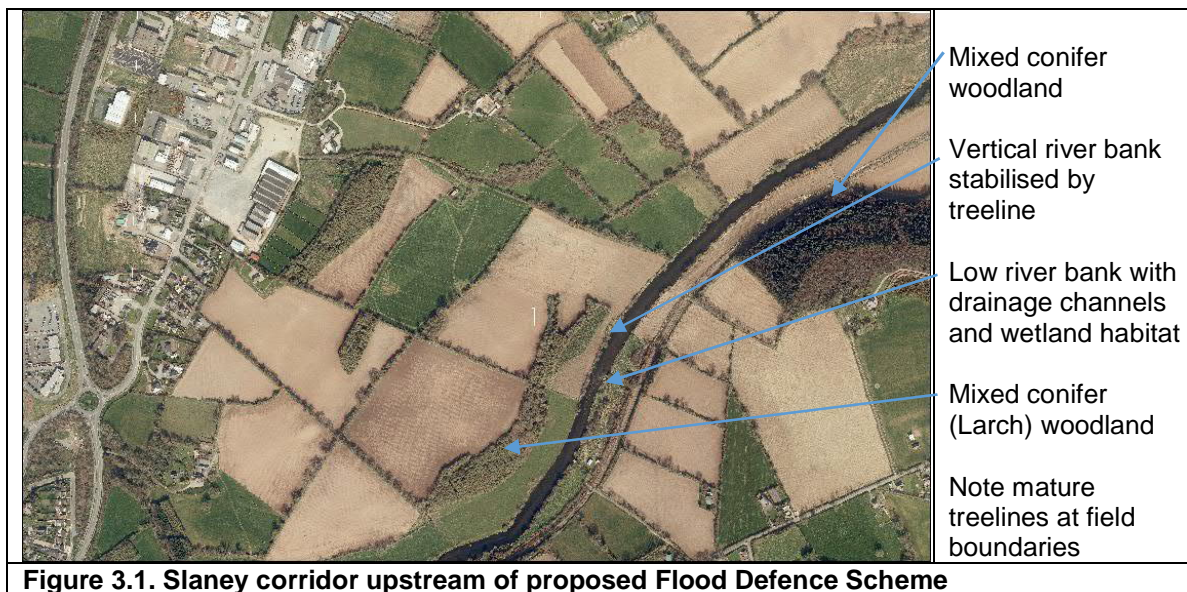 Mixed conifer
woodland
Vertical river bank
stabilised by
treeline
Low river bank with
drainage channels
and wetland habitat
Mixed conifer
(Larch) woodland
Note mature
treelines at field
boundaries
Figure 3.1. Slaney corridor upstream of proposed Flood Defence Scheme